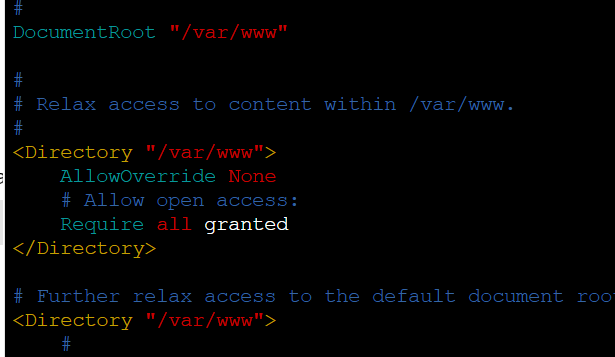 #
DocumentRoot "/var/www"
#
# Relax access to content within /var/www.
#
<Directory "/var/www">
AllowOverride None
# Allow open access:
Require all granted
</Directory>
# Further relax access to the default document roo
<Directory "/var/www">
#